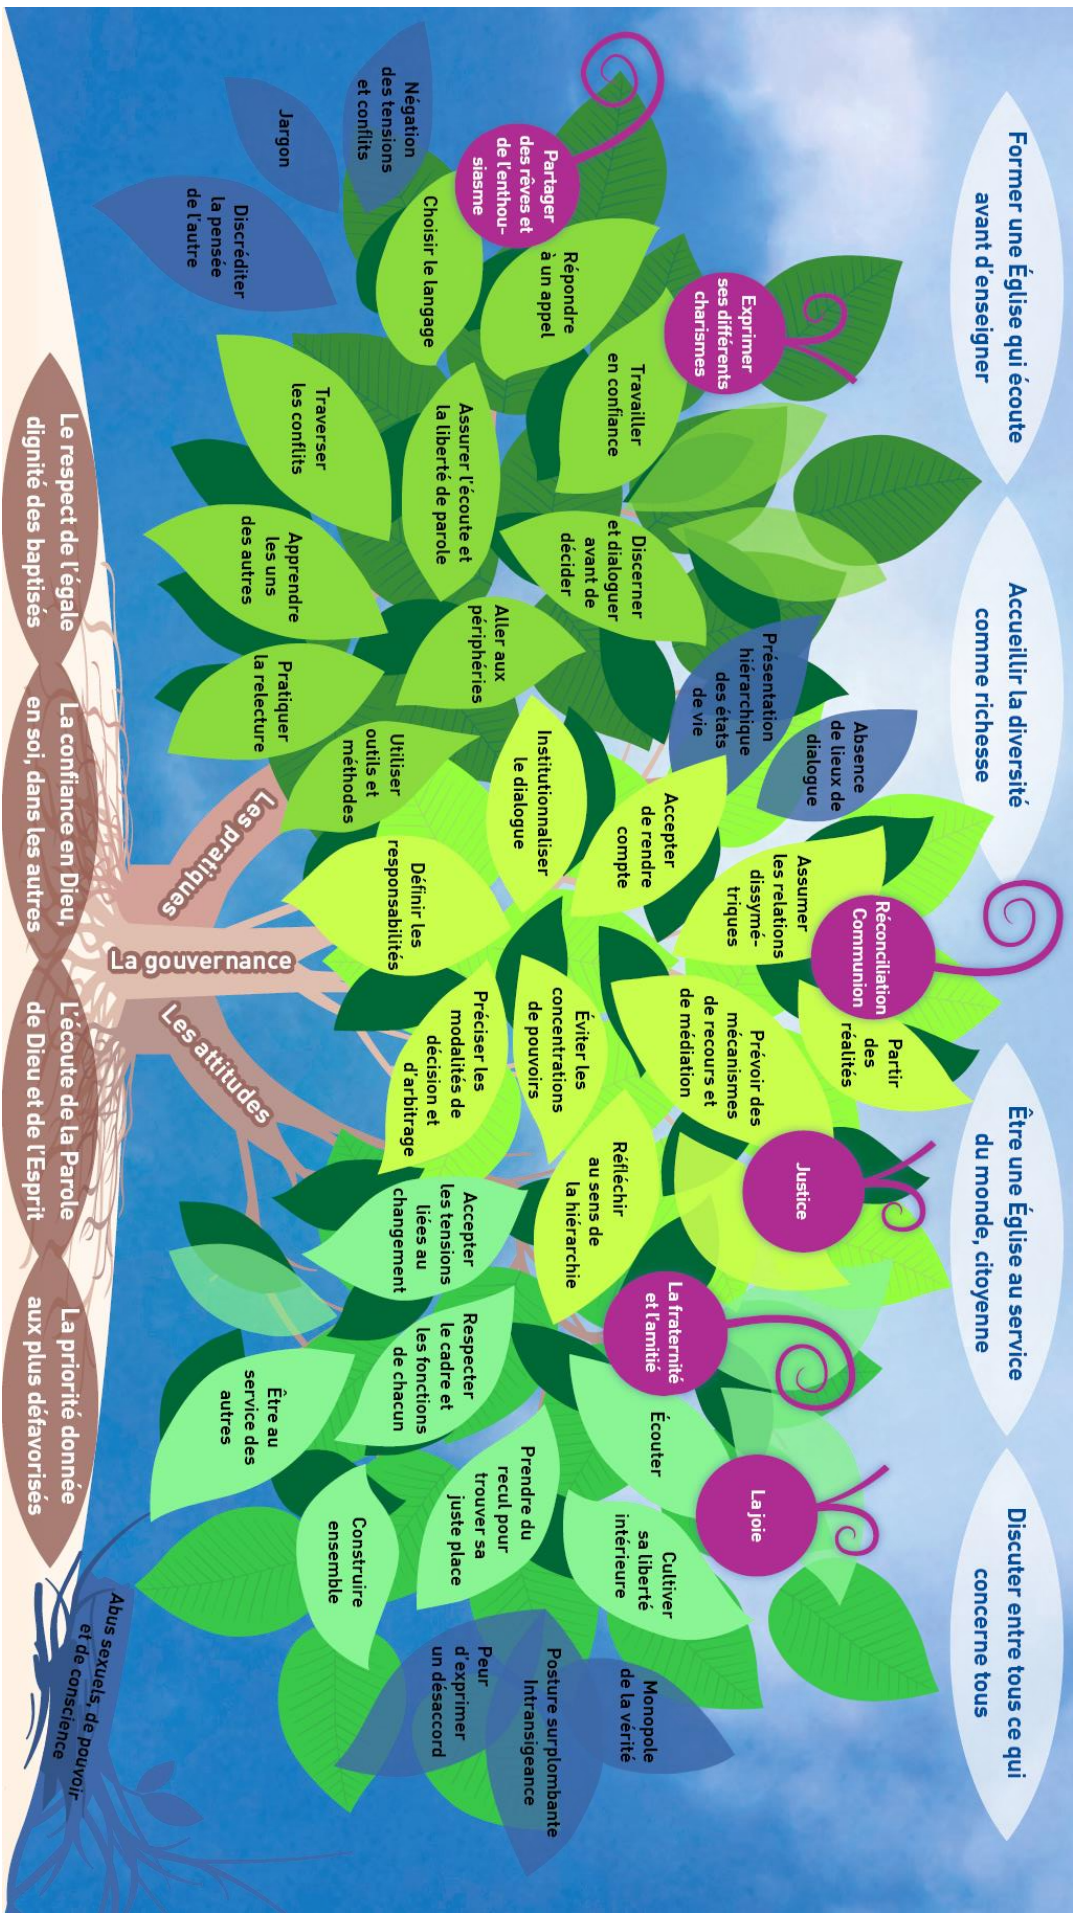 Former une Église qui écoute
avant d'enseigner
Accueillir la diversité
comme richesse
Être une Église au service
du monde, citoyenne
Discuter entre tous ce qui
concerne tous
Partager
des rêves et
de l'enthou-
siasme
Exprimer
ses différents
charismes
Réconciliation
Communion
Justice
La fraternité
et l'amitié
La joie
Négation
des tensions
et conflits
Jargon
Discréditer
la pensée
de l'autre
Choisir le langage
Répondre
à un appel
Travailler
en confiance
Traverser
les conflits
Assurer l'écoute et
la liberté de parole
Discerner
et dialoguer
avant de
décider
Apprendre
les uns
des autres
Aller aux
périphéries
Pratiquer
la relecture
Utiliser
outils et
méthodes
Présentation
hiérarchique
des états
de vie
Absence
de lieux de
dialogue
Institutionnaliser
le dialogue
Accepter
de rendre
compte
Assumer
les relations
dissymé-
triques
Définir les
responsabilités
Partir
des
réalités
Prévoir des
mécanismes
de recours et
de médiation
Éviter les
concentrations
de pouvoirs
Préciser les
modalités de
décision et
d'arbitrage
Réfléchir
au sens de
la hiérarchie
Accepter
les tensions
liées au
changement
Respecter
le cadre et
les fonctions
de chacun
Être au
service des
autres
Écouter
Prendre du
recul pour
trouver sa
juste place
Cultiver
sa liberté
intérieure
Construire
ensemble
Monopole
de la vérité
Posture surplombante
Intransigeance
Peur
d'exprimer
un désaccord
Les pratiques
La gouvernance
Les attitudes
Abus sexuels, de pouvoir
et de conscience
Le respect de l'égale
dignité des baptisés
La confiance en Dieu,
en soi, dans les autres
L'écoute de la Parole
de Dieu et de l'Esprit
La priorité donnée
aux plus défavorisés